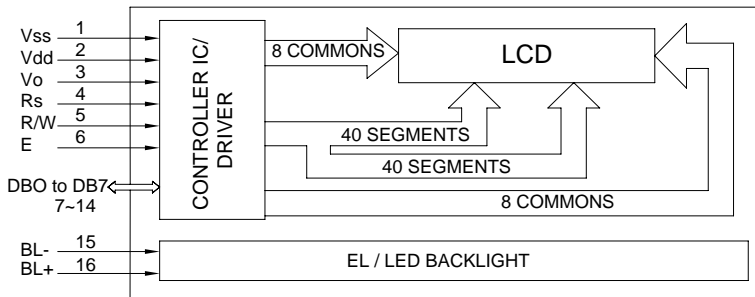 Vss 1
Vdd 2
Vo 3
Rs 4
R/W 5
E 6
DBO to DB7
7~14
BL- 15
BL+ 16
CONTROLLER IC/
DRIVER
8 COMMONS
LCD
40 SEGMENTS
40 SEGMENTS
8 COMMONS
EL / LED BACKLIGHT